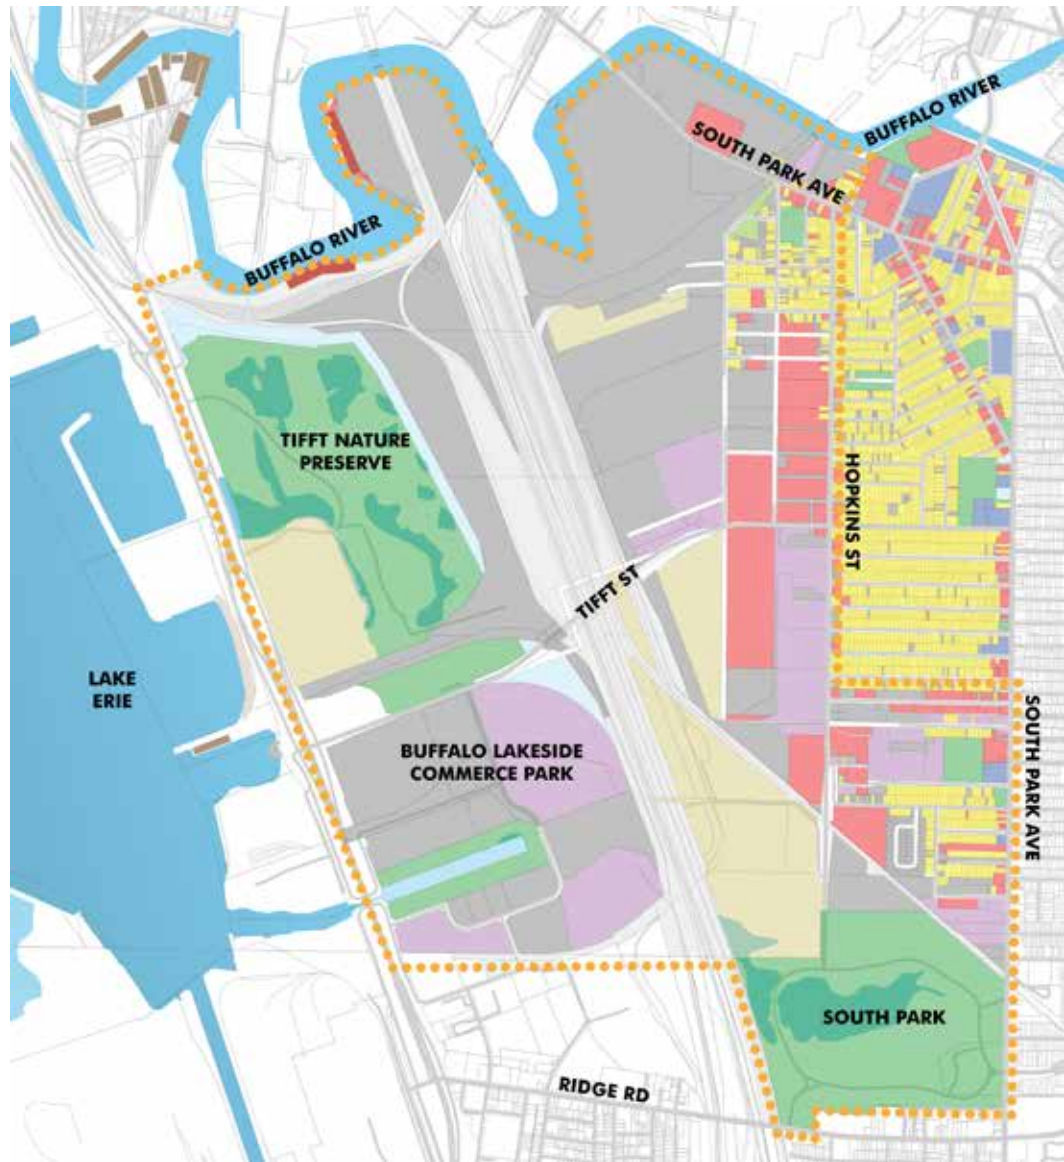 BUFFALO RIVER
SOUTH PARK AVE
BUFFALO RIVER
TIFFT NATURE
PRESERVE
HOPKINS ST
TIFFT ST
LAKE
ERIE
BUFFALO LAKESIDE
COMMERCE PARK
SOUTH PARK AVE
SOUTH PARK
RIDGE RD